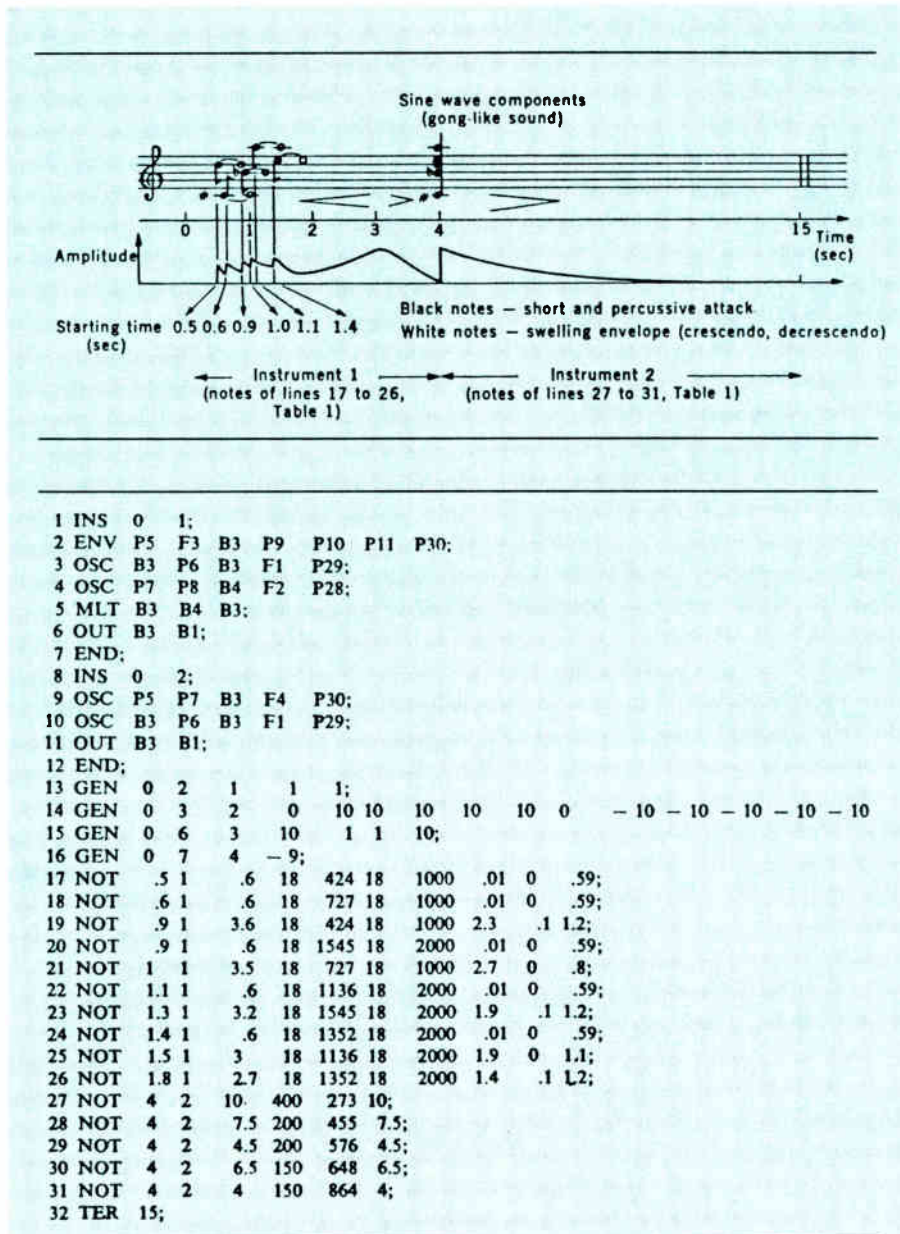 Sine wave components
(gong-like sound)
0 1 2 3 4 15
Time
(sec)
Amplitude
Black notes — short and percussive attack
White notes — swelling envelope (crescendo, decrescendo)
Starting time 0.5 0.6 0.9 1.0 1.1 1.4
(sec)
Instrument 1
(notes of lines 17 to 26,
Table 1)
Instrument 2
(notes of lines 27 to 31, Table 1)
1 INS 0 1;
2 ENV P5 F3 B3 P9 P10 P11 P30;
3 OSC B3 P6 B3 F1 P29;
4 OSC P7 P8 B4 F2 P28;
5 MLT B3 B4 B3;
6 OUT B3 B1;
7 END;
8 INS 0 2;
9 OSC P5 P7 B3 F4 P30;
10 OSC B3 P6 B3 F1 P29;
11 OUT B3 B1;
12 END;
13 GEN 0 2 1 1 1;
14 GEN 0 3 2 0 10 10 10 10 10 0 — 10 — 10 — 10 — 10 — 10
15 GEN 0 6 3 10 1 10;
16 GEN 0 7 4 — 9;
17 NOT .5 1 .6 18 424 18 1000 .01 0 .59;
18 NOT .6 1 .6 18 727 18 1000 .01 0 .59;
19 NOT .9 1 3.6 18 424 18 1000 2.3 .1 1.2;
20 NOT .9 1 .6 18 1545 18 2000 .01 0 .59;
21 NOT 1 1 3.5 18 727 18 1000 2.7 0 .8;
22 NOT 1.1 1 .6 18 1136 18 2000 .01 0 .59;
23 NOT 1.3 1 3.2 18 1545 18 2000 1.9 .1 1.2;
24 NOT 1.4 1 .6 18 1352 18 2000 .01 0 .59;
25 NOT 1.5 1 3 18 1136 18 2000 1.9 0 1.1;
26 NOT 1.8 1 2.7 18 1352 18 2000 1.4 .1 1.2;
27 NOT 4 2 10. 400 273 10;
28 NOT 4 2 7.5 200 455 7.5;
29 NOT 4 2 4.5 200 576 4.5;
30 NOT 4 2 6.5 150 648 6.5;
31 NOT 4 2 4 150 864 4;
32 TER 15;